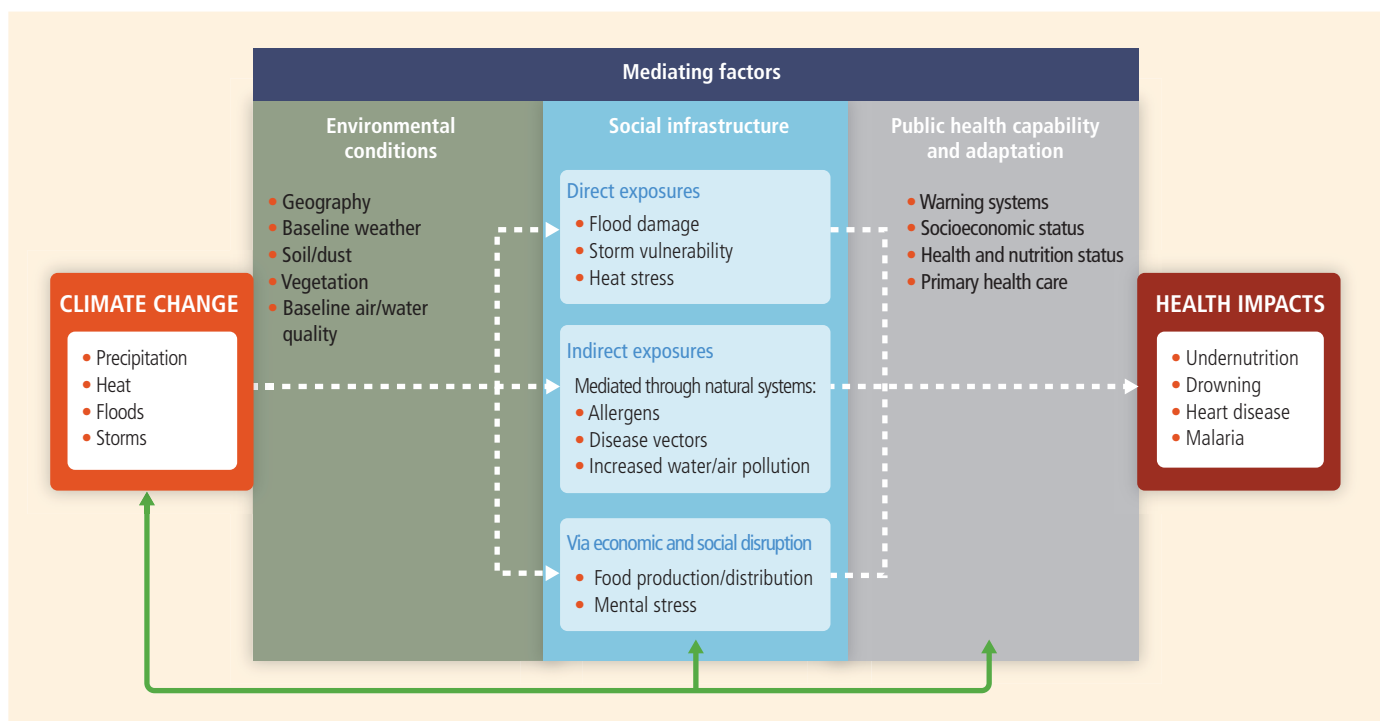 Mediating factors
Environmental
conditions
• Geography
• Baseline weather
• Soil/dust
• Vegetation
• Baseline air/water
quality
Social infrastructure
Direct exposures
• Flood damage
• Storm vulnerability
• Heat stress
Indirect exposures
Mediated through natural systems:
• Allergens
• Disease vectors
• Increased water/air pollution
Via economic and social disruption
• Food production/distribution
• Mental stress
Public health capability
and adaptation
• Warning systems
• Socioeconomic status
• Health and nutrition status
• Primary health care
CLIMATE CHANGE
• Precipitation
• Heat
• Floods
• Storms
HEALTH IMPACTS
• Undernutrition
• Drowning
• Heart disease
• Malaria